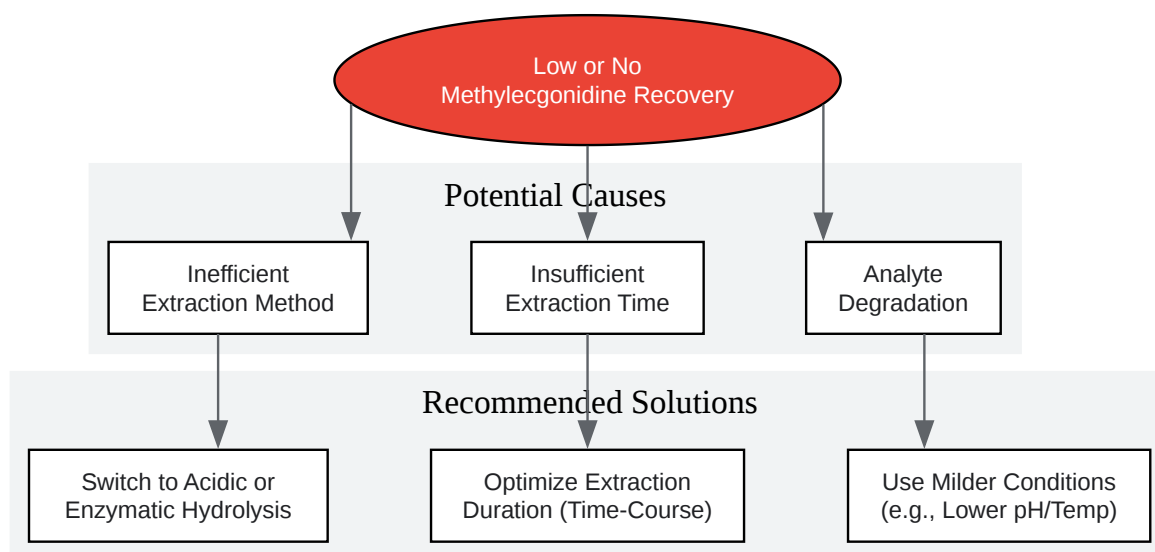 Low or No
Methylecgonidine Recovery
Potential Causes
Inefficient
Extraction Method
Insufficient
Extraction Time
Analyte
Degradation
Recommended Solutions
Switch to Acidic or
Enzymatic Hydrolysis
Optimize Extraction
Duration (Time-Course)
Use Milder Conditions
(e.g., Lower pH/Temp)